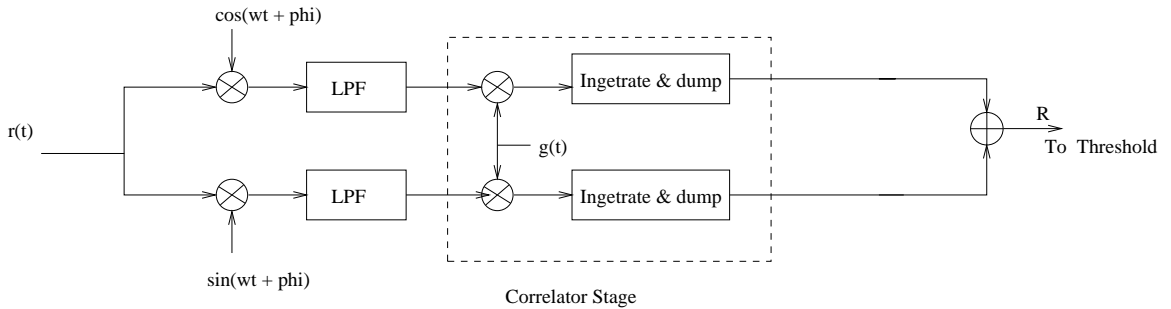 cos(wt + phi)
LPF
Ingetrate & dump
r(t)
g(t)
R
To Threshold
LPF
Ingetrate & dump
sin(wt + phi)
Correlator Stage